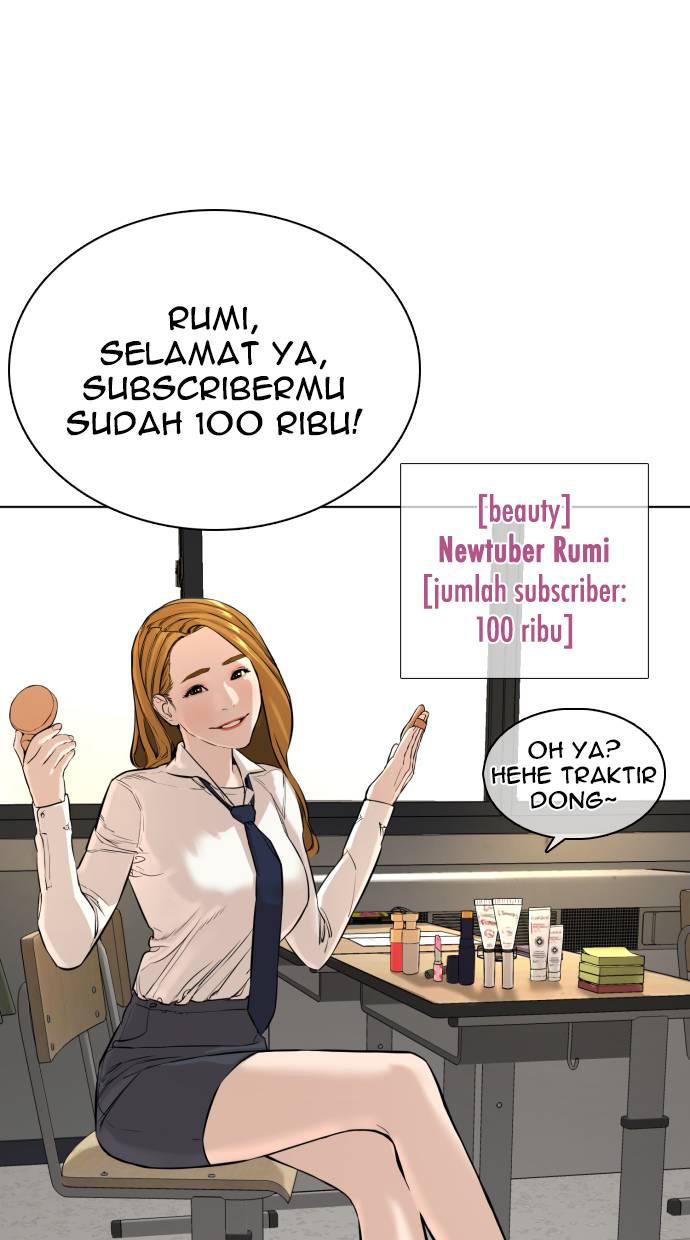 RUMI,
SELAMAT YA,
SUBSCRIBERMU
SUDAH 100 RIBU!
[beauty]
Newtuber Rumi
[jumlah subscriber:
100 ribu]
OH YA?
HEHE TRAKTIR
DONG~